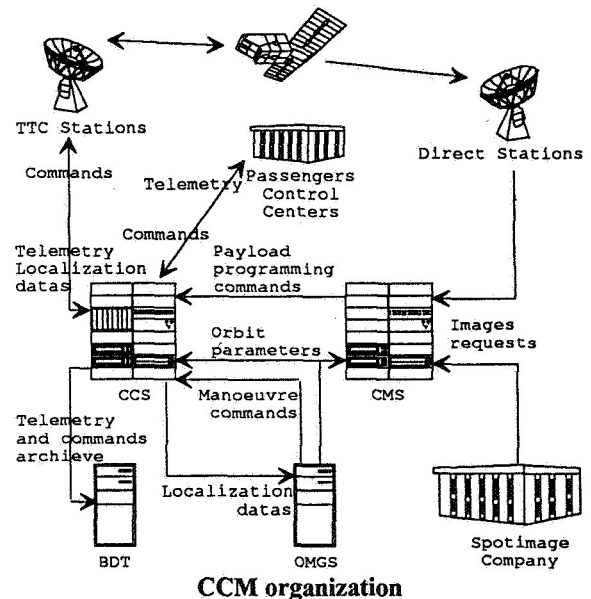 TTC Stations
Direct Stations
Commands
Telemetry
Passengers
Control
Centers
Commands
Telemetry
Localization
datas
Payload
programming
commands
Images
requests
Orbit
parameters
CCS
Manoeuvre
commands
CMS
Telemetry
and commands
archieve
Localization
datas
BDT
OMGS
Spotimage
Company
CCM organization